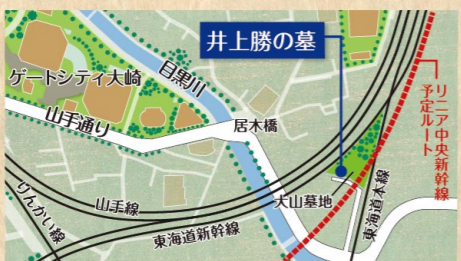 井上勝の墓
ゲートシティ大崎
目黒川
山手通り
居木橋
リニア中央新幹線
予定ルート
大山墓地
山手線
東海道新幹線
東海道本線
りんかい線